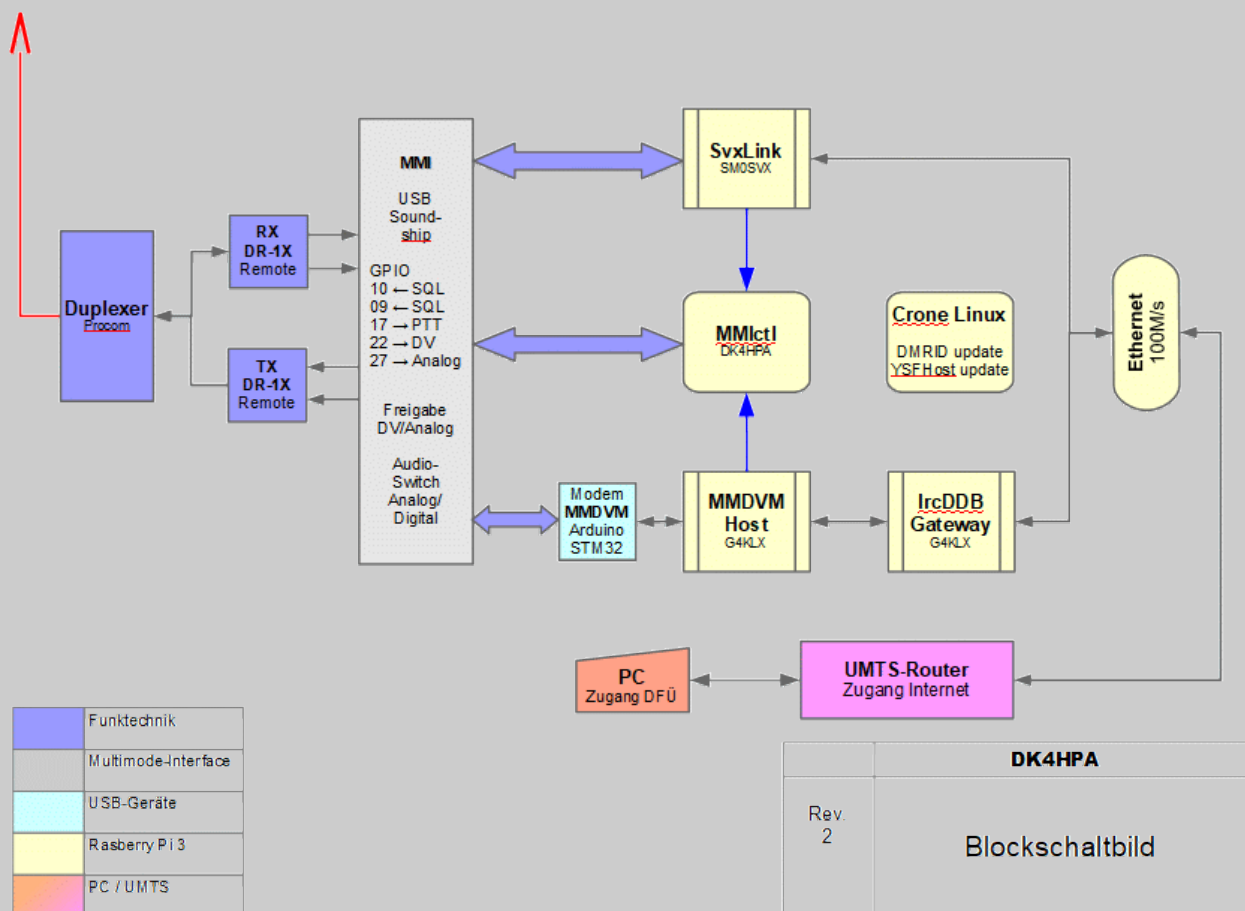 Duplexer
Procom
RX
DR-1X
Remote
TX
DR-1X
Remote
MMI
USB
Sound-
ship
GPIO
10 ← SQL
09 ← SQL
17 → PTT
22 → DV
27 → Analog
Freigabe
DV/Analog
Audio-
Switch
Analog/
Digital
SvxLink
SM0SVX
MMIctl
DK4HPA
Crone Linux
DMRID update
YSFHost update
Ethernet
100M/s
Modem
MMDVM
Arduino
STM32
MMDVM
Host
G4KLX
IrcDDB
Gateway
G4KLX
PC
Zugang DFÜ
UMTS-Router
Zugang Internet
Funktechnik
Multimode-Interface
USB-Geräte
Rasberry Pi 3
PC / UMTS
DK4HPA
Rev.
2
Blockschaltbild